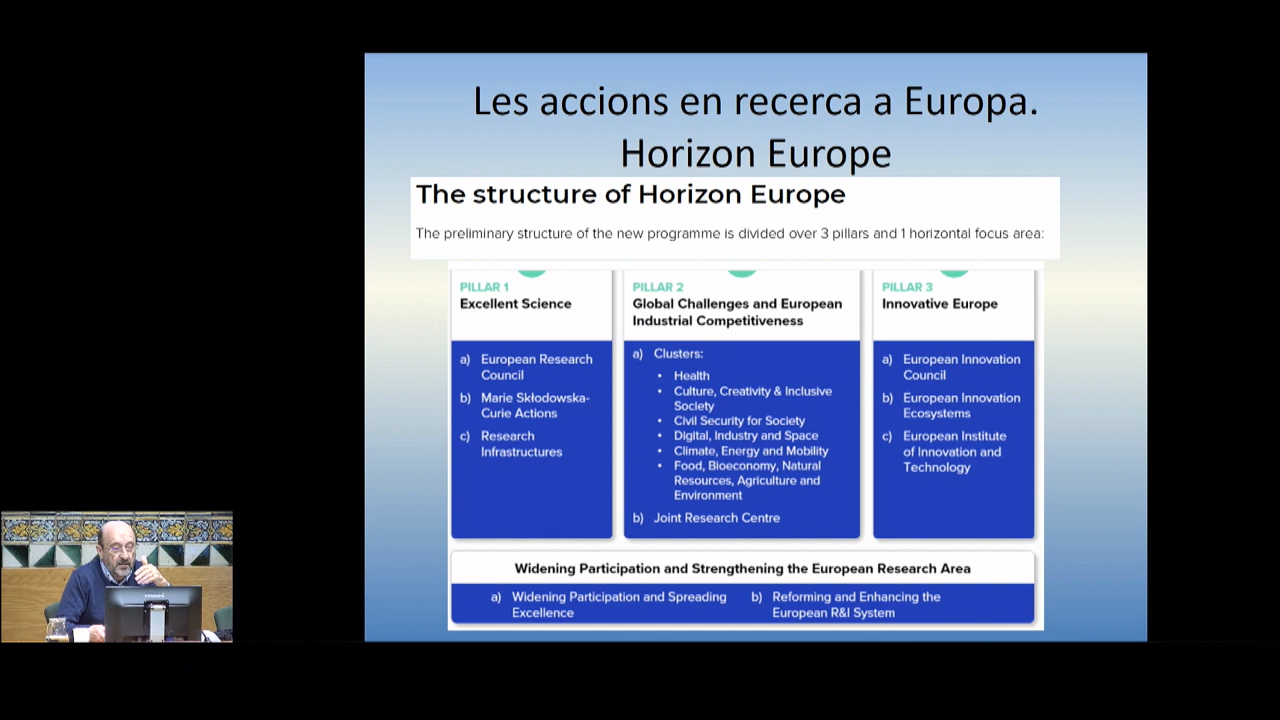 Les accions en recerca a Europa.
Horizon Europe
The structure of Horizon Europe
The preliminary structure of the new programme is divided over 3 pillars and 1 horizontal focus area:
PILLAR 1
Excellent Science
a) European Research
Council
b) Marie Skłodowska-
Curie Actions
c) Research
Infrastructures
PILLAR 2
Global Challenges and European
Industrial Competitiveness
a) Clusters:
• Health
• Culture, Creativity & Inclusive
Society
• Civil Security for Society
• Digital, Industry and Space
• Climate, Energy and Mobility
• Food, Bioeconomy, Natural
Resources, Agriculture and
Environment
b) Joint Research Centre
PILLAR 3
Innovative Europe
a) European Innovation
Council
b) European Innovation
Ecosystems
c) European Institute
of Innovation and
Technology
Widening Participation and Strengthening the European Research Area
a) Widening Participation and Spreading
Excellence
b) Reforming and Enhancing the
European R&I System